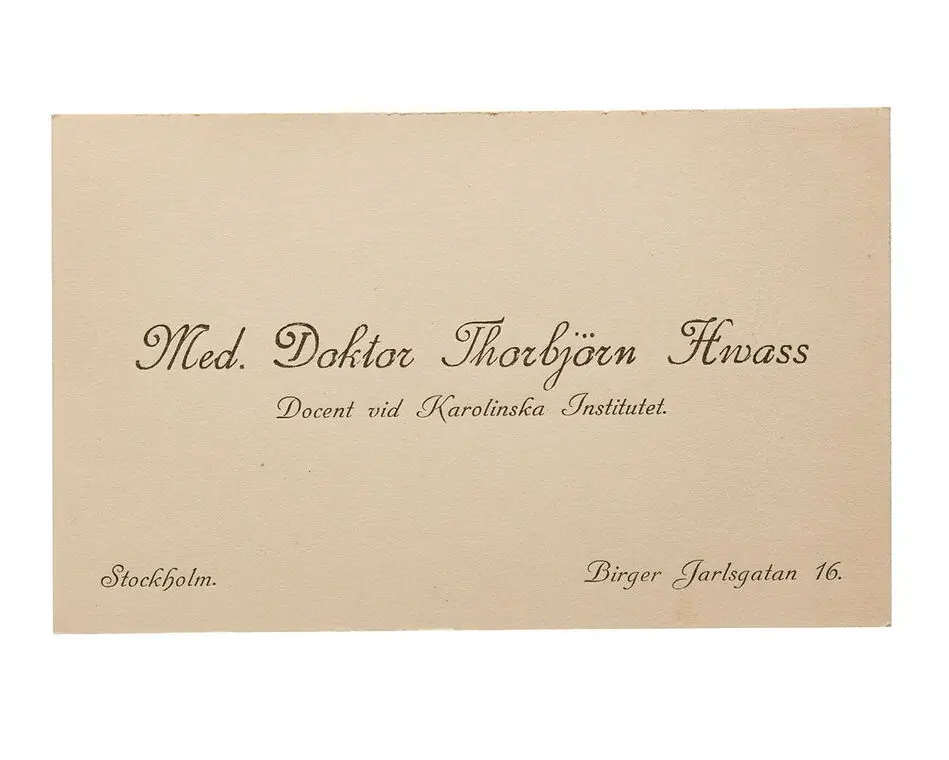 Med. Doktor Thorbjörn Hwass
Docent vid Karolinska Institutet.
Stockholm.
Birger Jarlsgatan 16.